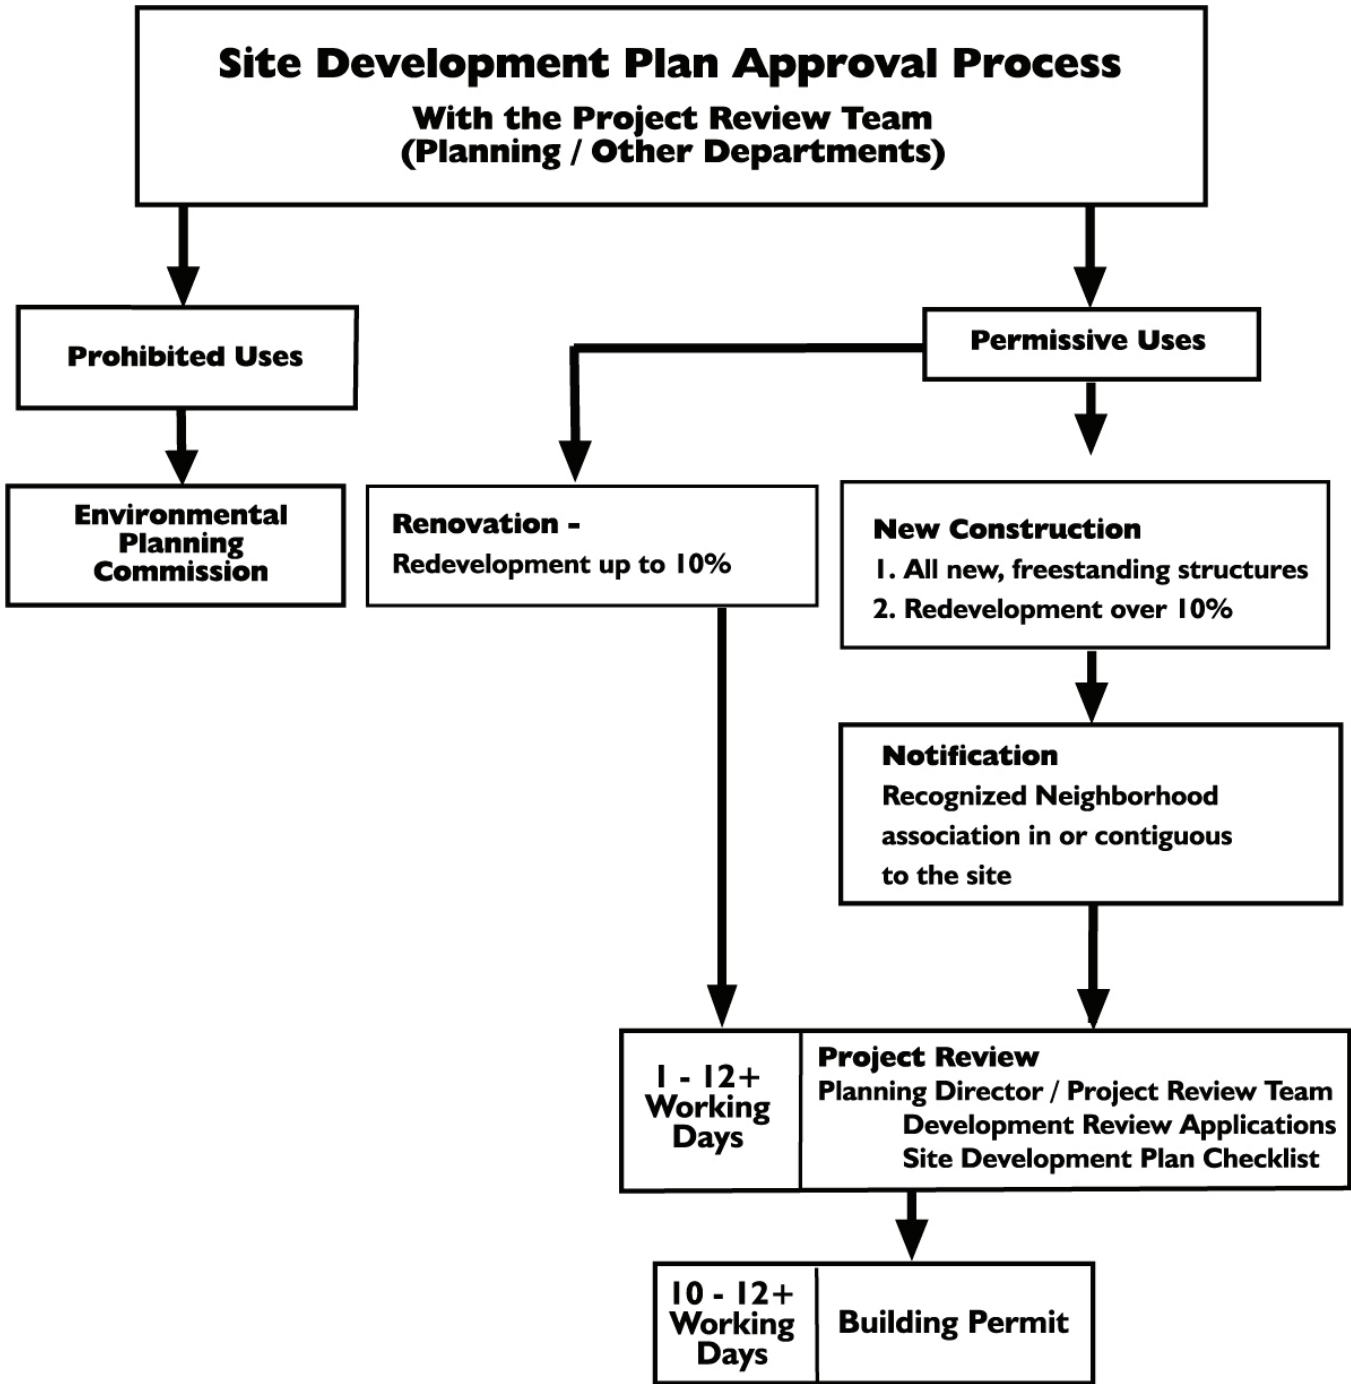 Site Development Plan Approval Process
With the Project Review Team
(Planning / Other Departments)
Prohibited Uses
Permissive Uses
Environmental
Planning
Commission
Renovation -
Redevelopment up to 10%
New Construction
1. All new, freestanding structures
2. Redevelopment over 10%
Notification
Recognized Neighborhood
association in or contiguous
to the site
1 - 12+
Working
Days
Project Review
Planning Director / Project Review Team
Development Review Applications
Site Development Plan Checklist
10 - 12+
Working
Days
Building Permit